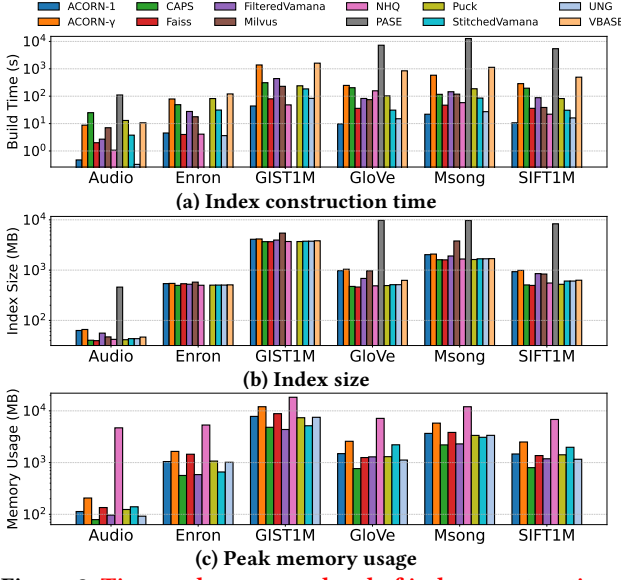 ACORN-1 CAPS FilteredVamana NHQ Puck UNG
ACORN-γ Faiss Milvus PASE StitchedVamana VBASE
Build Time (s)
10⁴
10³
10²
10¹
10⁰
Audio Enron GIST1M GloVe Msong SIFT1M
(a) Index construction time
Index Size (MB)
10⁴
10³
10²
Audio Enron GIST1M GloVe Msong SIFT1M
(b) Index size
Memory Usage (MB)
10⁴
10³
10²
Audio Enron GIST1M GloVe Msong SIFT1M
(c) Peak memory usage